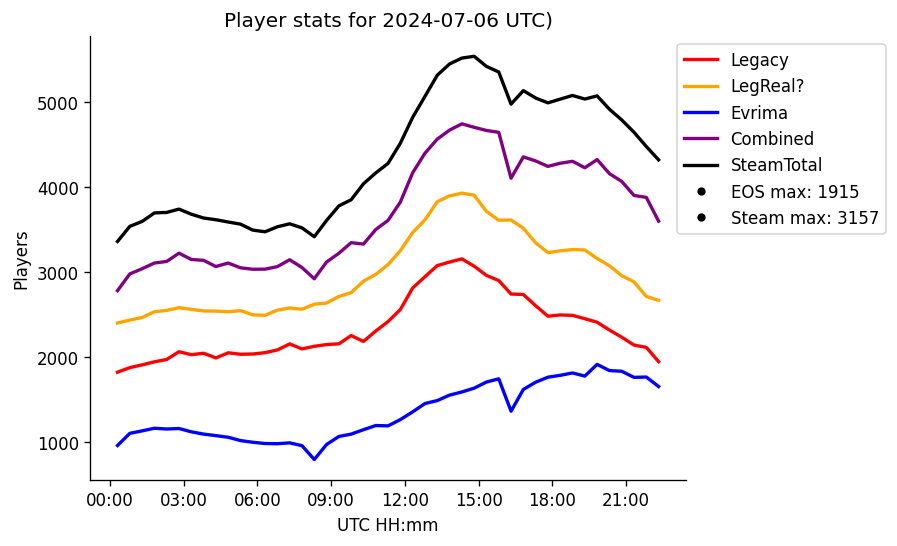 Player stats for 2024-07-06 UTC)
Players
5000
4000
3000
2000
1000
00:00 03:00 06:00 09:00 12:00 15:00 18:00 21:00
UTC HH:mm
Legacy
LegReal?
Evrima
Combined
SteamTotal
EOS max: 1915
Steam max: 3157